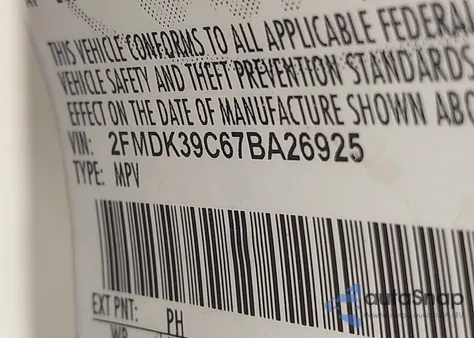 THIS VEHICLE CONFORMS TO ALL APPLICABLE FEDERAL
VEHICLE SAFETY AND THEFT PREVENTION STANDARDS
EFFECT ON THE DATE OF MANUFACTURE SHOWN ABO
VIN: 2FMDK39C67BA26925
TYPE: MPV
EXT PNT: PH
autoSnap